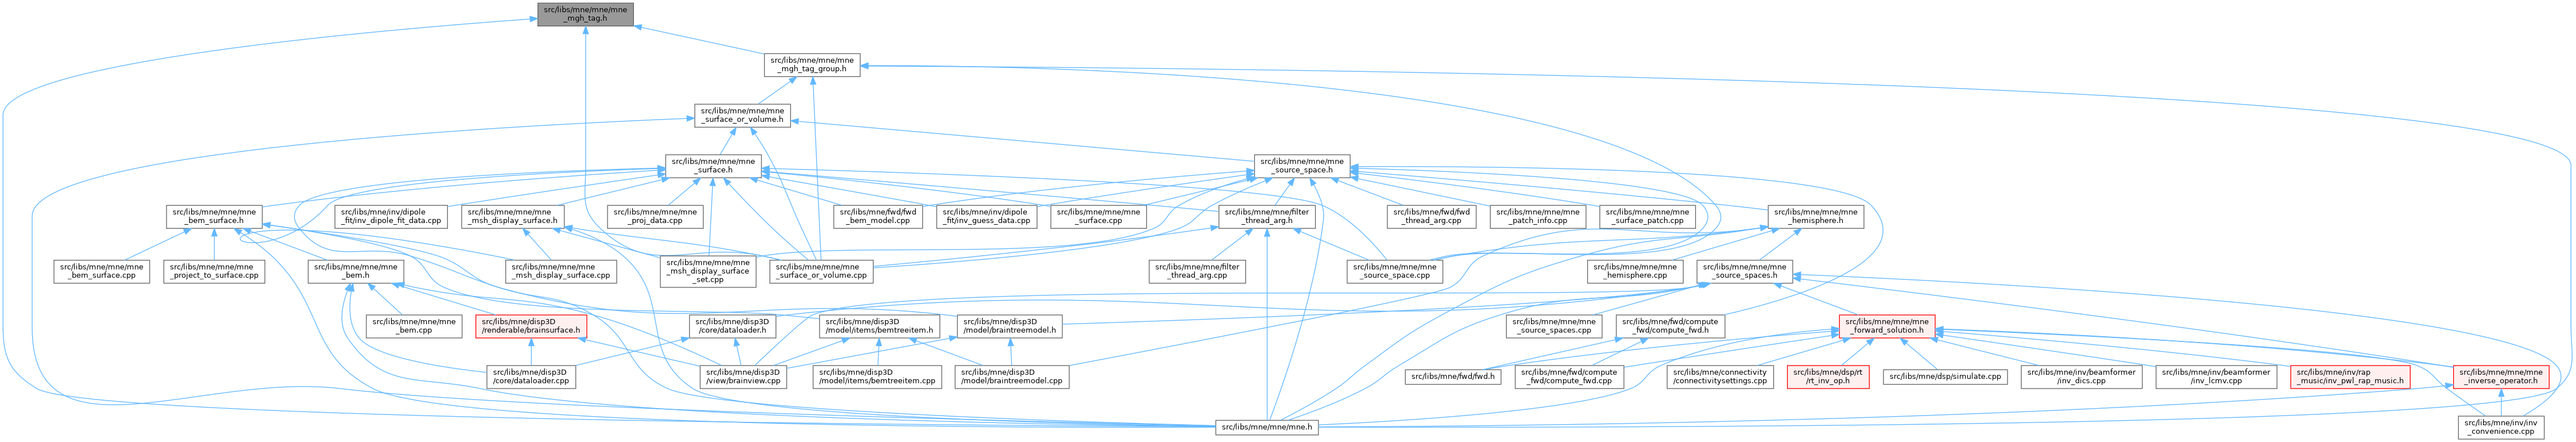 src/libs/mne/mne/mne
_mgh_tag.h
src/libs/mne/mne/mne
_mgh_tag_group.h
src/libs/mne/mne/mne
_surface_or_volume.h
src/libs/mne/mne/mne
_surface.h
src/libs/mne/mne/mne
_source_space.h
src/libs/mne/mne/mne
_bem_surface.h
src/libs/mne/inv/dipole
_fit/inv_dipole_fit_data.cpp
src/libs/mne/mne/mne
_msh_display_surface.h
src/libs/mne/mne/mne
_proj_data.cpp
src/libs/mne/fwd/fwd
_bem_model.cpp
src/libs/mne/inv/dipole
_fit/inv_guess_data.cpp
src/libs/mne/mne/mne
_surface.cpp
src/libs/mne/mne/filter
_thread_arg.h
src/libs/mne/fwd/fwd
_thread_arg.cpp
src/libs/mne/mne/mne
_patch_info.cpp
src/libs/mne/mne/mne
_surface_patch.cpp
src/libs/mne/mne/mne
_hemisphere.h
src/libs/mne/mne/mne
_bem_surface.cpp
src/libs/mne/mne/mne
_project_to_surface.cpp
src/libs/mne/mne/mne
_bem.h
src/libs/mne/mne/mne
_msh_display_surface.cpp
src/libs/mne/mne/mne
_msh_display_surface
_set.cpp
src/libs/mne/mne/mne
_surface_or_volume.cpp
src/libs/mne/mne/filter
_thread_arg.cpp
src/libs/mne/mne/mne
_source_space.cpp
src/libs/mne/mne/mne
_hemisphere.cpp
src/libs/mne/mne/mne
_source_spaces.h
src/libs/mne/mne/mne
_bem.cpp
src/libs/mne/disp3D
/renderable/brainsurface.h
src/libs/mne/disp3D
/core/dataloader.h
src/libs/mne/disp3D
/model/items/bemtreeitem.h
src/libs/mne/disp3D
/model/braintreemodel.h
src/libs/mne/mne/mne
_source_spaces.cpp
src/libs/mne/fwd/compute
_fwd/compute_fwd.h
src/libs/mne/mne/mne
_forward_solution.h
src/libs/mne/disp3D
/core/dataloader.cpp
src/libs/mne/disp3D
/view/brainview.cpp
src/libs/mne/disp3D
/model/items/bemtreeitem.cpp
src/libs/mne/disp3D
/model/braintreemodel.cpp
src/libs/mne/fwd/fwd.h
src/libs/mne/fwd/compute
_fwd/compute_fwd.cpp
src/libs/mne/connectivity
/connectivitysettings.cpp
src/libs/mne/dsp/rt
/rt_inv_op.h
src/libs/mne/dsp/simulate.cpp
src/libs/mne/inv/beamformer
/inv_dics.cpp
src/libs/mne/inv/beamformer
/inv_lcmv.cpp
src/libs/mne/inv/rap
_music/inv_pwl_rap_music.h
src/libs/mne/mne/mne
_inverse_operator.h
src/libs/mne/mne/mne.h
src/libs/mne/inv/inv
_convenience.cpp